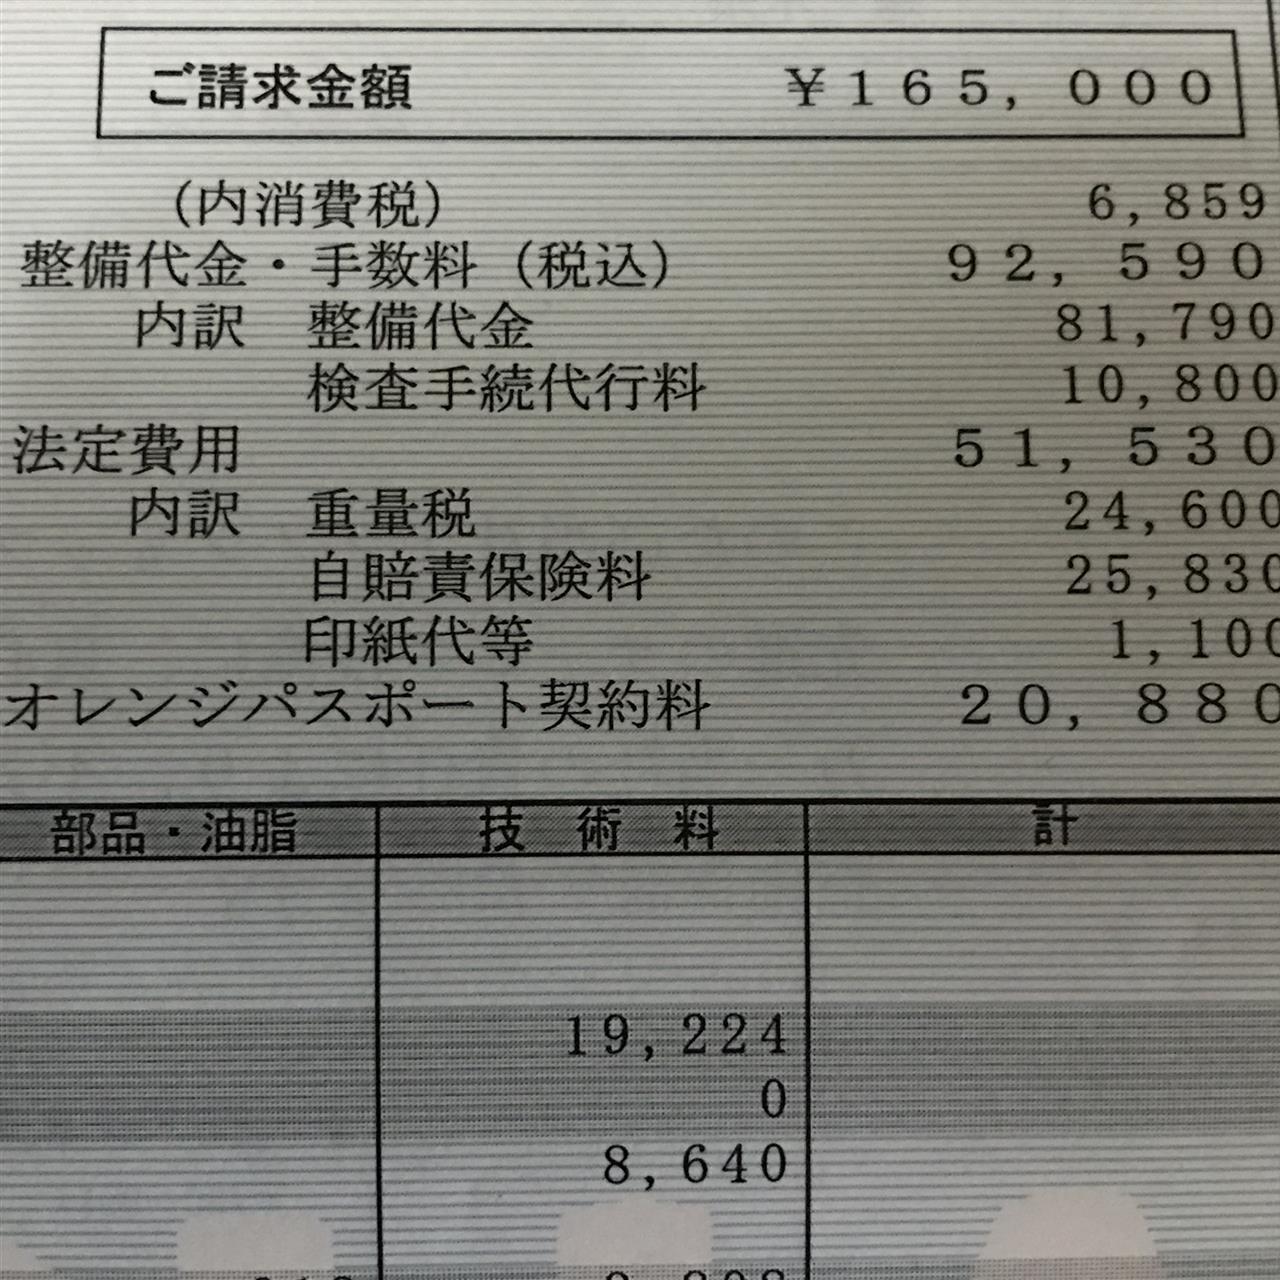 ご請求金額 ¥165,000
（内消費税） 6,859
整備代金・手数料（税込） 92,590
内訳 整備代金 81,790
検査手続代行料 10,800
法定費用 51,530
内訳 重量税 24,600
自賠責保険料 25,830
印紙代等 1,100
オレンジパスポート契約料 20,880
部品・油脂 技術料 計
19,224
0
8,640